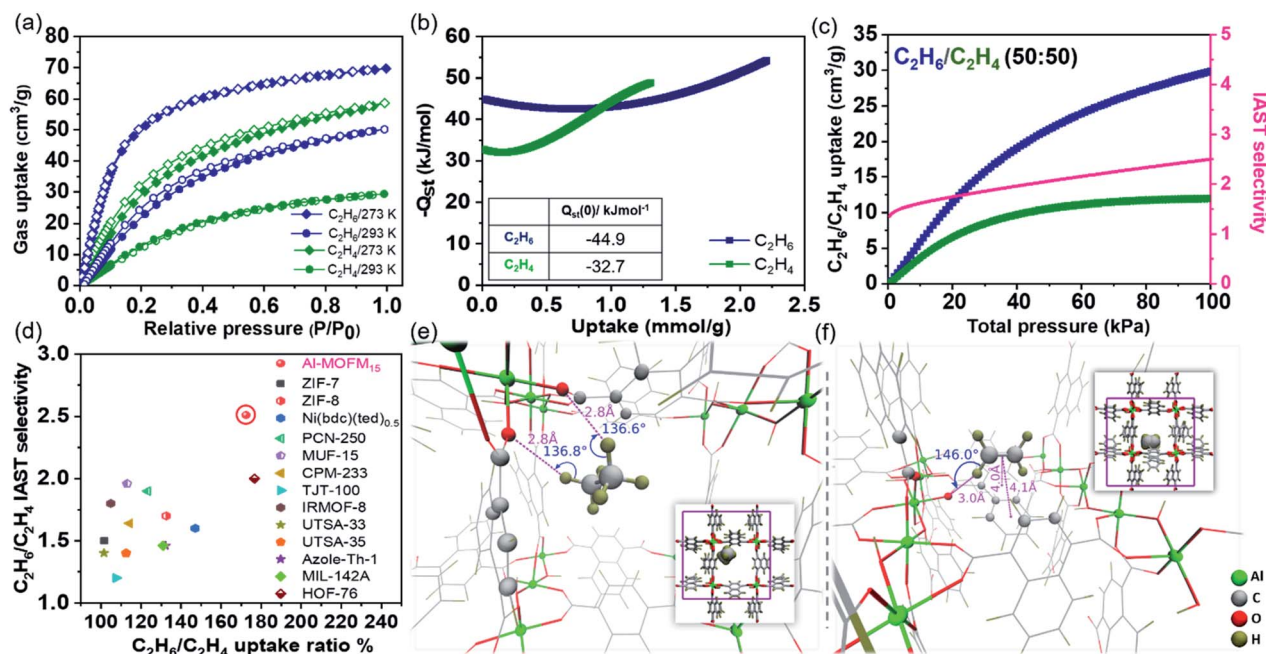 (a)
80
70
60
50
40
30
20
10
0
Gas uptake (cm³/g)
C₂H₆/273 K
C₂H₆/293 K
C₂H₄/273 K
C₂H₄/293 K
0.0 0.2 0.4 0.6 0.8 1.0
Relative pressure (P/P₀)
(b)
60
50
40
30
20
10
0
-Qst (kJ/mol)
Qst(0)/ kJmol⁻¹
C₂H₆ -44.9
C₂H₄ -32.7
C₂H₆
C₂H₄
0.0 0.5 1.0 1.5 2.0 2.5
Uptake (mmol/g)
(c)
C₂H₆/C₂H₄ (50:50)
35
30
25
20
15
10
5
0
C₂H₆/C₂H₄ uptake (cm³/g)
5
4
3
2
1
0
IAST selectivity
0 20 40 60 80 100
Total pressure (kPa)
(d)
3.0
2.5
2.0
1.5
1.0
C₂H₆/C₂H₄ IAST selectivity
Al-MOFM₁₅
ZIF-7
ZIF-8
Ni(bdc)(ted)₀.₅
PCN-250
MUF-15
CPM-233
TJT-100
IRMOF-8
UTSA-33
UTSA-35
Azole-Th-1
MIL-142A
HOF-76
100 120 140 160 180 200 220 240
C₂H₆/C₂H₄ uptake ratio %
(e)
2.8Å
136.6°
2.8Å
136.8°
(f)
146.0°
3.0Å
4.0Å
4.1Å
Al
C
O
H